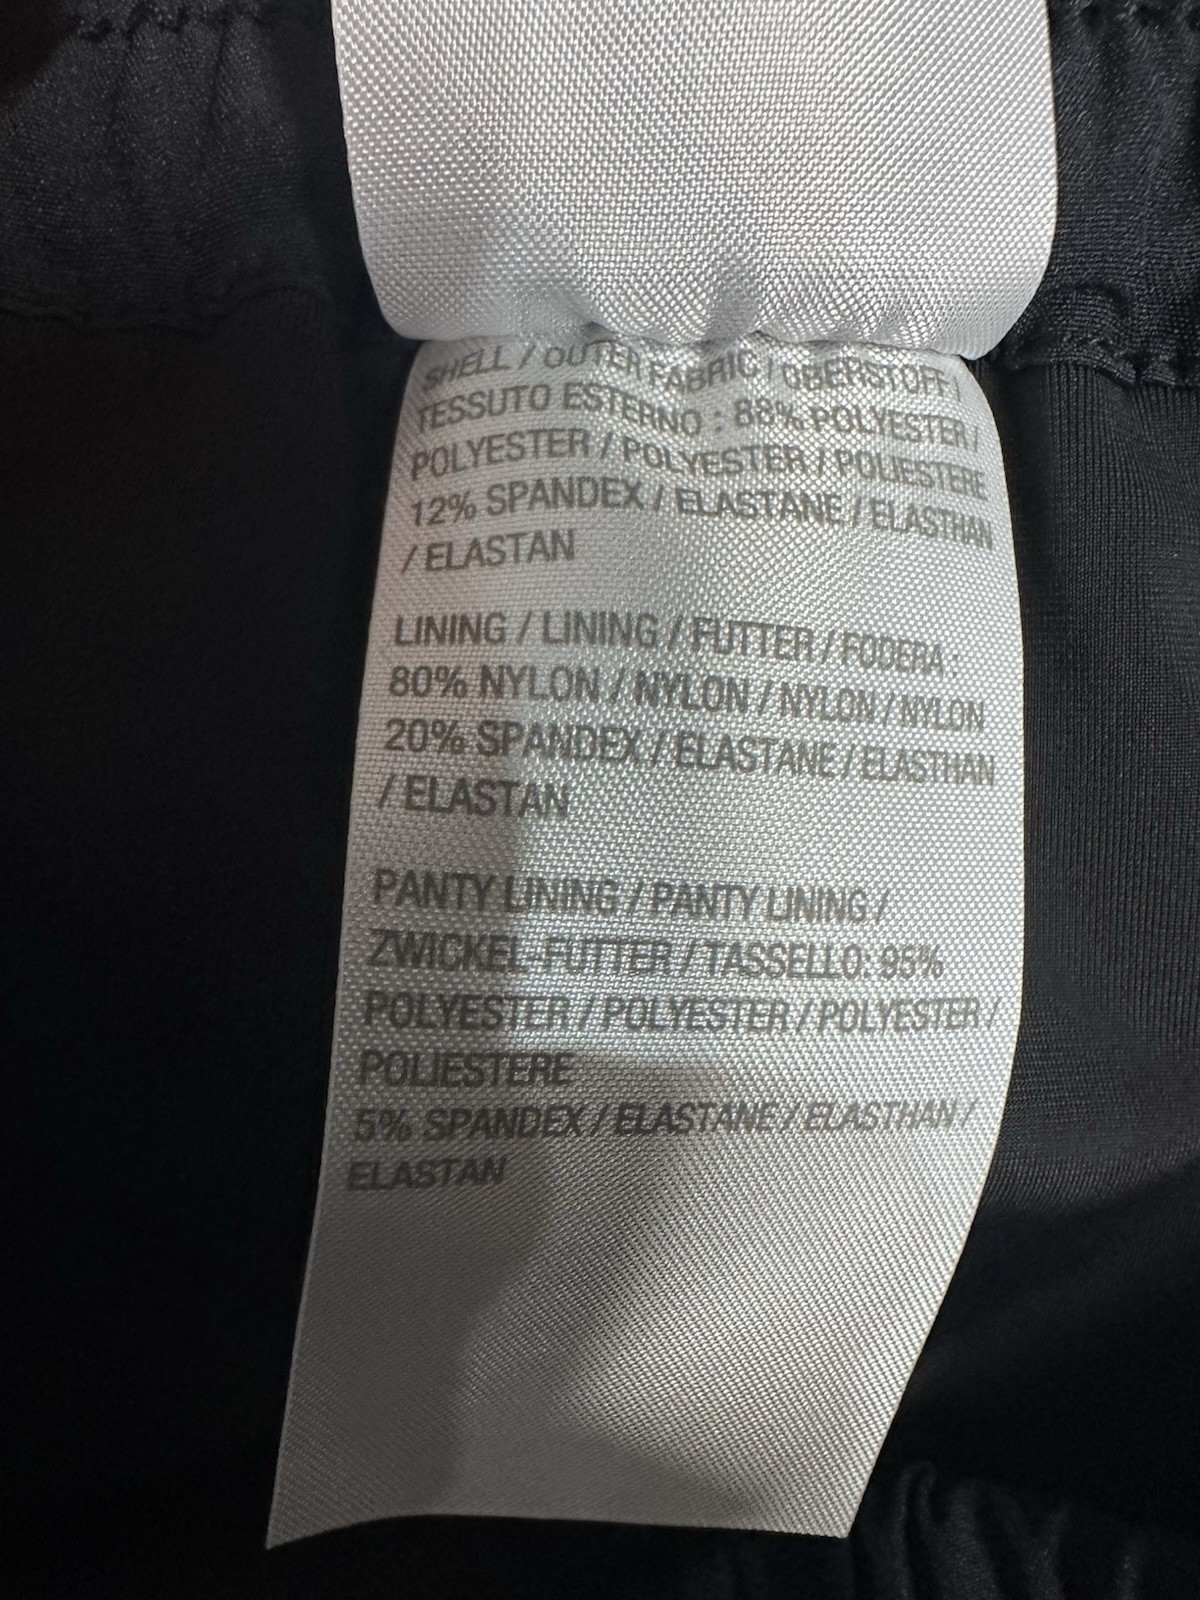 SHELL / OUTER FABRIC / OBERSTOFF /
TESSUTO ESTERNO : 88% POLYESTER /
POLYESTER / POLYESTER / POLIESTERE
12% SPANDEX / ELASTANE / ELASTHAN
/ ELASTAN
LINING / LINING / FUTTER / FODERA :
80% NYLON / NYLON / NYLON / NYLON
20% SPANDEX / ELASTANE / ELASTHAN
/ ELASTAN
PANTY LINING / PANTY LINING /
ZWICKEL-FUTTER / TASSELLO: 95%
POLYESTER / POLYESTER / POLYESTER /
POLIESTERE
5% SPANDEX / ELASTANE / ELASTHAN /
ELASTAN